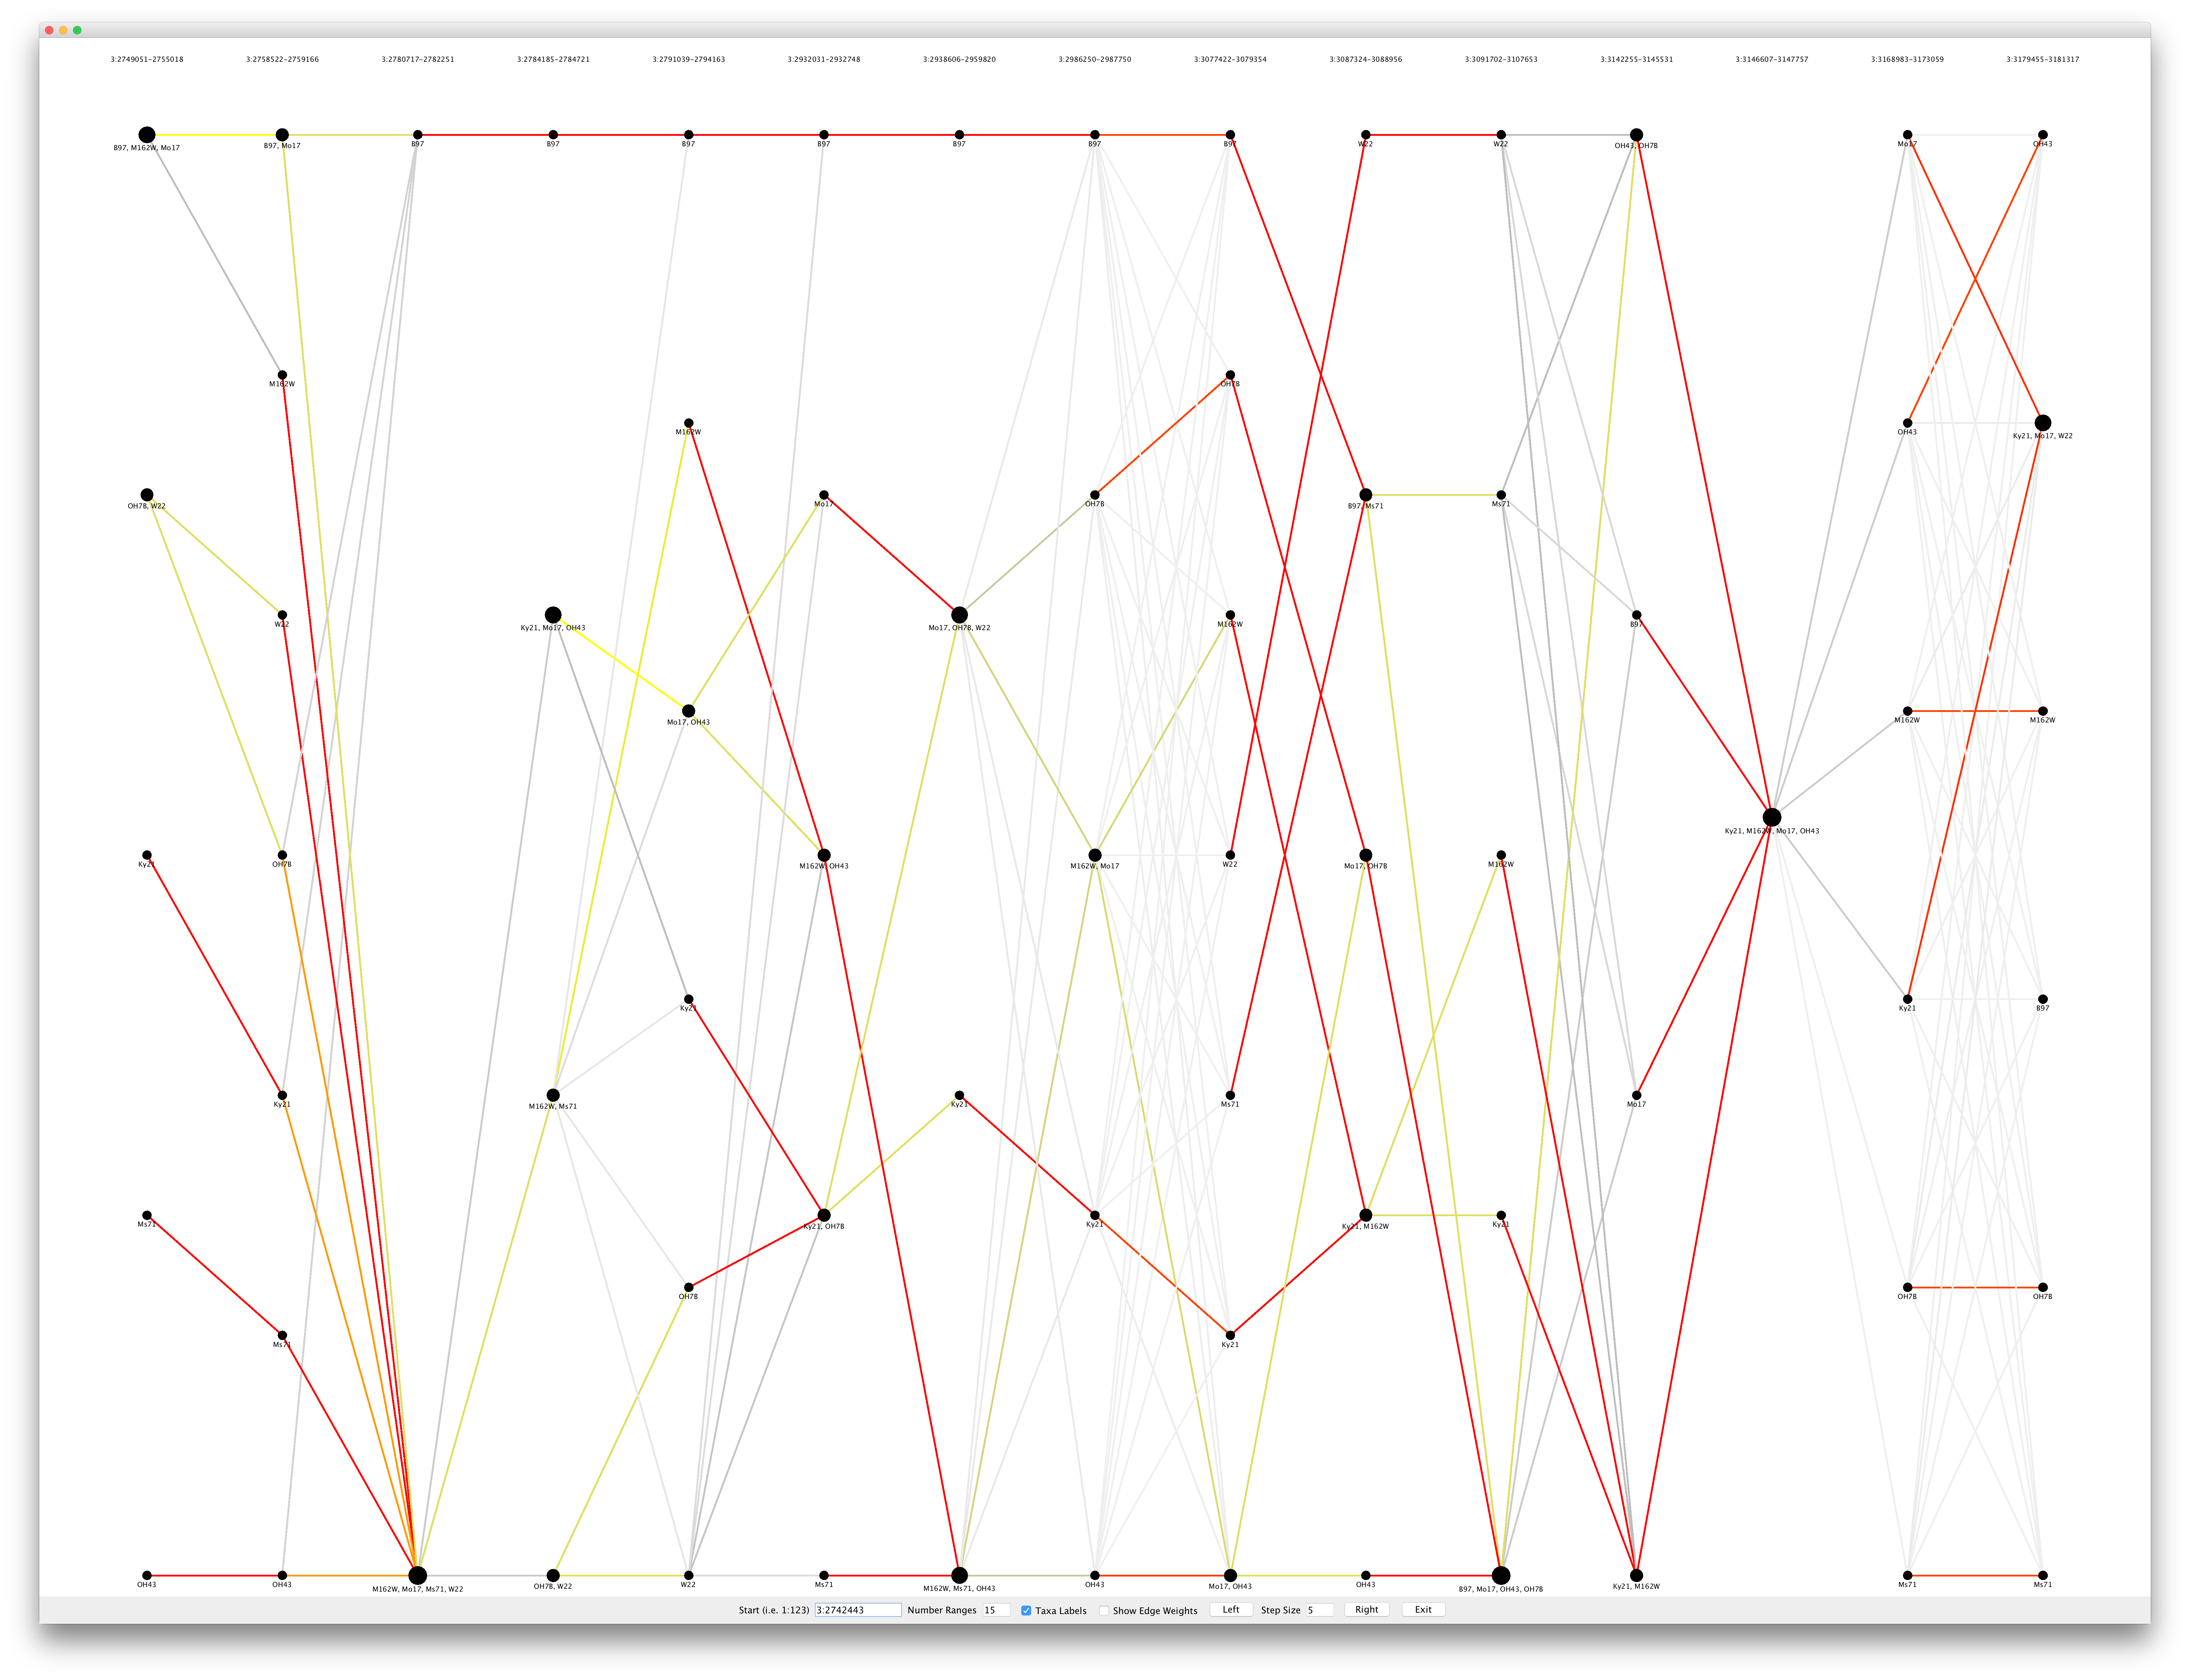 3:2749051-2755018 3:2758522-2759166 3:2780717-2782251 3:2784185-2784721 3:2791039-2794163 3:2932031-2932748 3:2938606-2959820 3:2986250-2987750 3:3077422-3079354 3:3087324-3088956 3:3091702-3107653 3:3142255-3145531 3:3146607-3147757 3:3168983-3173059 3:3179455-3181317
B97, M162W, Mo17 B97, Mo17 B97 B97 B97 B97 B97 B97 B97 W22 W22 OH43, OH78 Mo17 OH43
M162W OH78
M162W OH43 Ky21, Mo17, W22
OH78, W22 Mo17 OH78 B97, Ms71 Ms71
W22 Ky21, Mo17, OH43 Mo17, OH78, W22 M162W B97
Mo17, OH43 M162W M162W
Ky21, M162W, Mo17, OH43
Ky21 OH78 M162W, OH43 M162W, Mo17 W22 Mo17, OH78 M162W
Ky21 Ky21 B97
Ky21 M162W, Ms71 Ky21 Ms71 Mo17
Ms71 Ky21, OH78 Ky21 Ky21, M162W Ky21
OH78 OH78 OH78
Ms71 Ky21
OH43 OH43 M162W, Mo17, Ms71, W22 OH78, W22 W22 Ms71 M162W, Ms71, OH43 OH43 Mo17, OH43 OH43 B97, Mo17, OH43, OH78 Ky21, M162W Ms71 Ms71
Start (i.e. 1:123) 3:2742443 Number Ranges 15 Taxa Labels Show Edge Weights Left Step Size 5 Right Exit